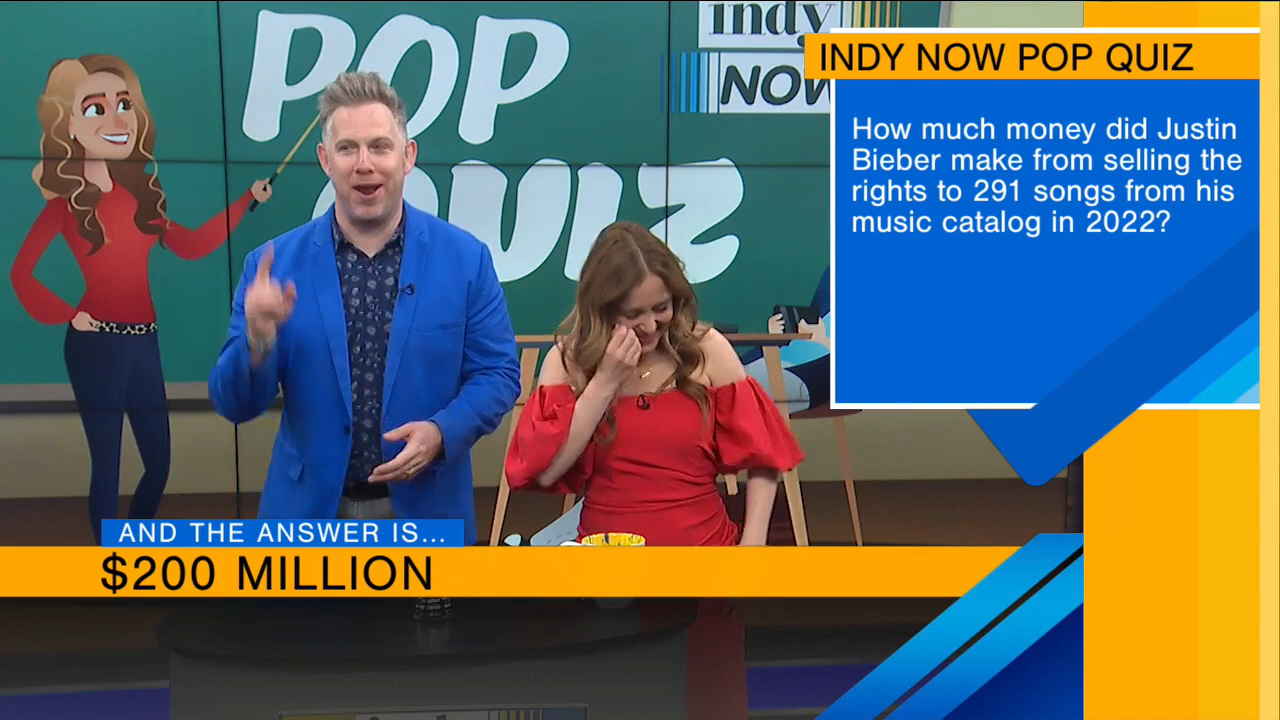 POP
QUIZ
indy
NOW
INDY NOW POP QUIZ
How much money did Justin
Bieber make from selling the
rights to 291 songs from his
music catalog in 2022?
AND THE ANSWER IS...
$200 MILLION